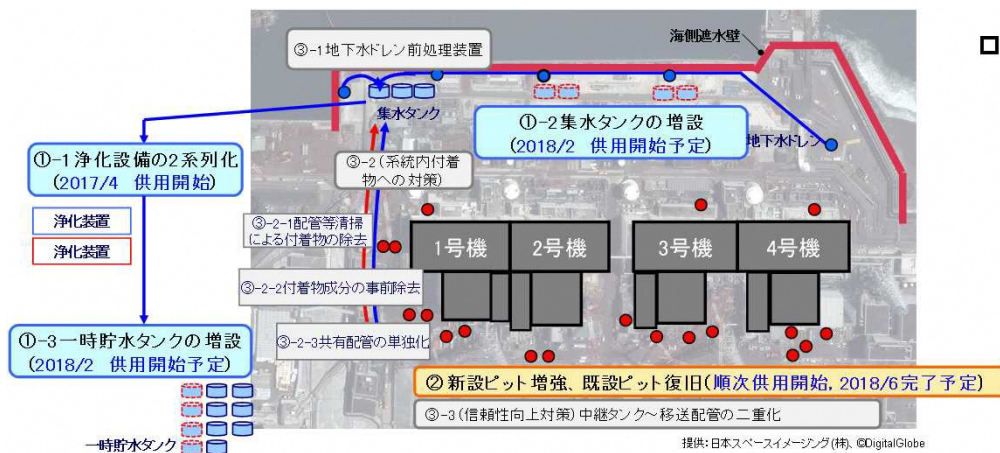 ③-1地下水ドレン前処理装置
海側遮水壁
集水タンク
①-2集水タンクの増設
(2018/2 供用開始予定)
地下水ドレン
①-1浄化設備の2系列化
(2017/4 供用開始)
③-2(系統内付着
物への対策)
浄化装置
浄化装置
③-2-1配管等清掃
による付着物の除去
1号機
2号機
3号機
4号機
③-2-2付着物成分の事前除去
①-3一時貯水タンクの増設
(2018/2 供用開始予定)
③-2-3共有配管の単独化
②新設ピット増強、既設ピット復旧(順次供用開始, 2018/6完了予定)
③-3(信頼性向上対策)中継タンク～移送配管の二重化
一時貯水タンク
提供:日本スペースイメージング(株)、©DigitalGlobe